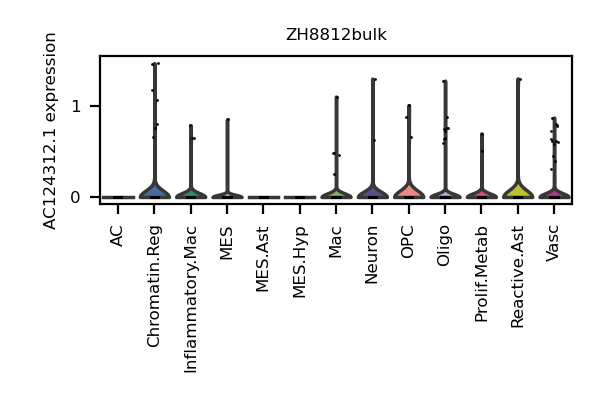 ZH8812bulk
AC124312.1 expression
1
0
AC
Chromatin.Reg
Inflammatory.Mac
MES
MES.Ast
MES.Hyp
Mac
Neuron
OPC
Oligo
Prolif.Metab
Reactive.Ast
Vasc